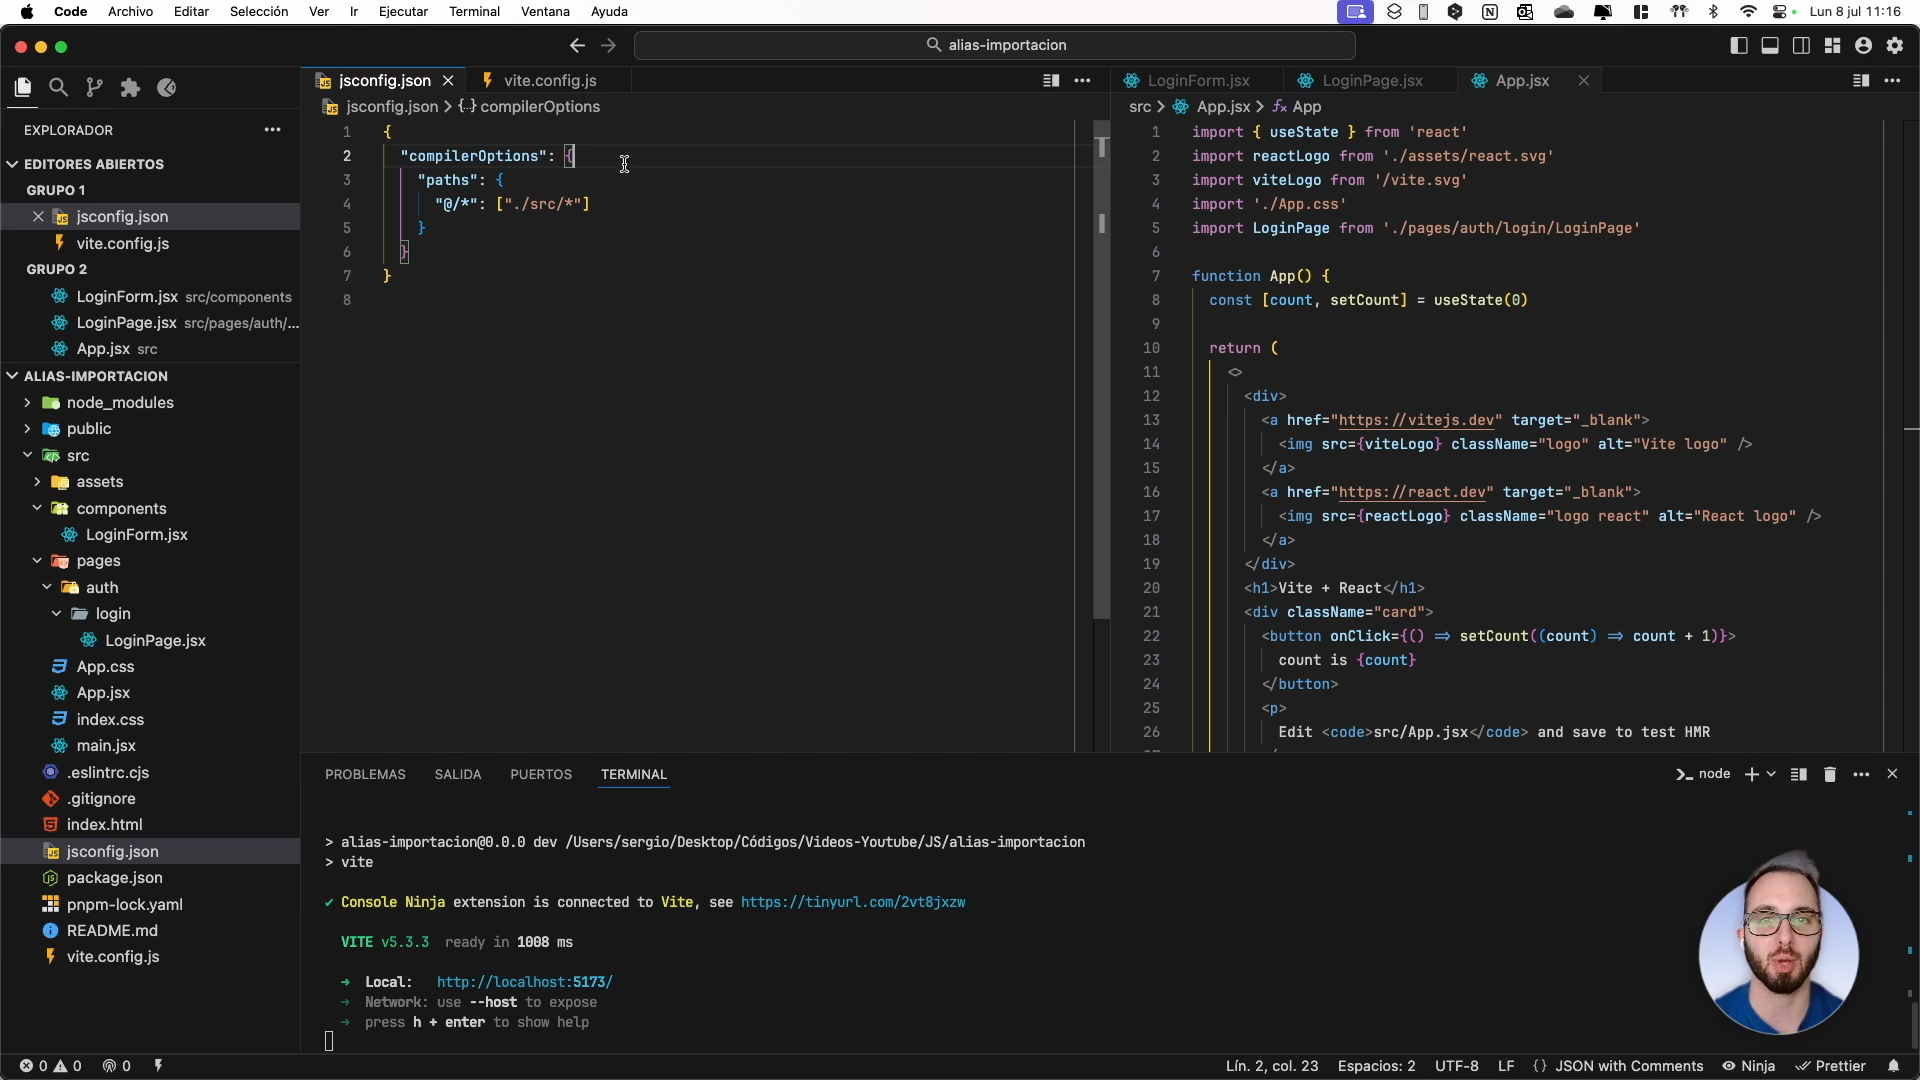 Code Archivo Editar Selección Ver Ir Ejecutar Terminal Ventana Ayuda
Lun 8 jul 11:16
alias-importacion
EXPLORADOR
EDITORES ABIERTOS
GRUPO 1
jsconfig.json
vite.config.js
GRUPO 2
LoginForm.jsx src/components
LoginPage.jsx src/pages/auth/...
App.jsx src
ALIAS-IMPORTACION
node_modules
public
src
assets
components
LoginForm.jsx
pages
auth
login
LoginPage.jsx
App.css
App.jsx
index.css
main.jsx
.eslintrc.cjs
.gitignore
index.html
jsconfig.json
package.json
pnpm-lock.yaml
README.md
vite.config.js
jsconfig.json vite.config.js
jsconfig.json > {..} compilerOptions
1 {
2 "compilerOptions": {
3 "paths": {
4 "@/*": ["./src/*"]
5 }
6 }
7 }
8
LoginForm.jsx LoginPage.jsx App.jsx
src > App.jsx > App
1 import { useState } from 'react'
2 import reactLogo from './assets/react.svg'
3 import viteLogo from '/vite.svg'
4 import './App.css'
5 import LoginPage from './pages/auth/login/LoginPage'
6
7 function App() {
8 const [count, setCount] = useState(0)
9
10 return (
11 <>
12 <div>
13 <a href="https://vitejs.dev" target="_blank">
14 <img src={viteLogo} className="logo" alt="Vite logo" />
15 </a>
16 <a href="https://react.dev" target="_blank">
17 <img src={reactLogo} className="logo react" alt="React logo" />
18 </a>
19 </div>
20 <h1>Vite + React</h1>
21 <div className="card">
22 <button onClick={() => setCount((count) => count + 1)}>
23 count is {count}
24 </button>
25 <p>
26 Edit <code>src/App.jsx</code> and save to test HMR
PROBLEMAS SALIDA PUERTOS TERMINAL
node
> alias-importacion@0.0.0 dev /Users/sergio/Desktop/Códigos/Videos-Youtube/JS/alias-importacion
> vite
✔ Console Ninja extension is connected to Vite, see https://tinyurl.com/2vt8jxzw
VITE v5.3.3 ready in 1008 ms
➜ Local: http://localhost:5173/
➜ Network: use --host to expose
➜ press h + enter to show help
0 0 0
Lín. 2, col. 23 Espacios: 2 UTF-8 LF {} JSON with Comments Ninja Prettier